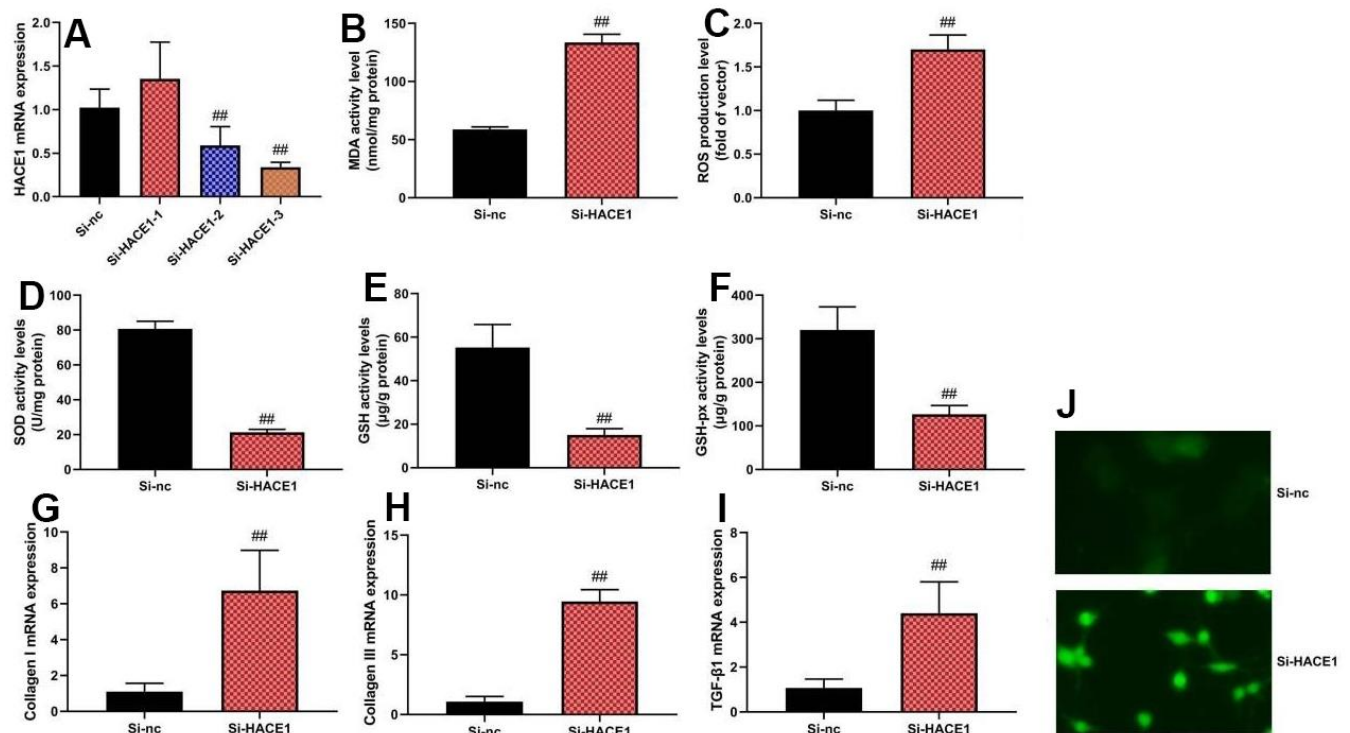 A
HACE1 mRNA expression
2.0
1.5
1.0
0.5
0.0
##
##
Si-nc
Si-HACE1-1
Si-HACE1-2
Si-HACE1-3
B
MDA activity level
(nmol/mg protein)
150
100
50
0
##
Si-nc
Si-HACE1
C
ROS production level
(fold of vector)
2.0
1.5
1.0
0.5
0.0
##
Si-nc
Si-HACE1
D
SOD activity levels
(U/mg protein)
100
80
60
40
20
0
##
Si-nc
Si-HACE1
E
GSH activity levels
(µg/g protein)
80
60
40
20
0
##
Si-nc
Si-HACE1
F
GSH-px activity levels
(µg/g protein)
400
300
200
100
0
##
Si-nc
Si-HACE1
G
Collagen I mRNA expression
10
8
6
4
2
0
##
Si-nc
Si-HACE1
H
Collagen III mRNA expression
15
10
5
0
##
Si-nc
Si-HACE1
I
TGF-β1 mRNA expression
8
6
4
2
0
##
Si-nc
Si-HACE1
J
Si-nc
Si-HACE1